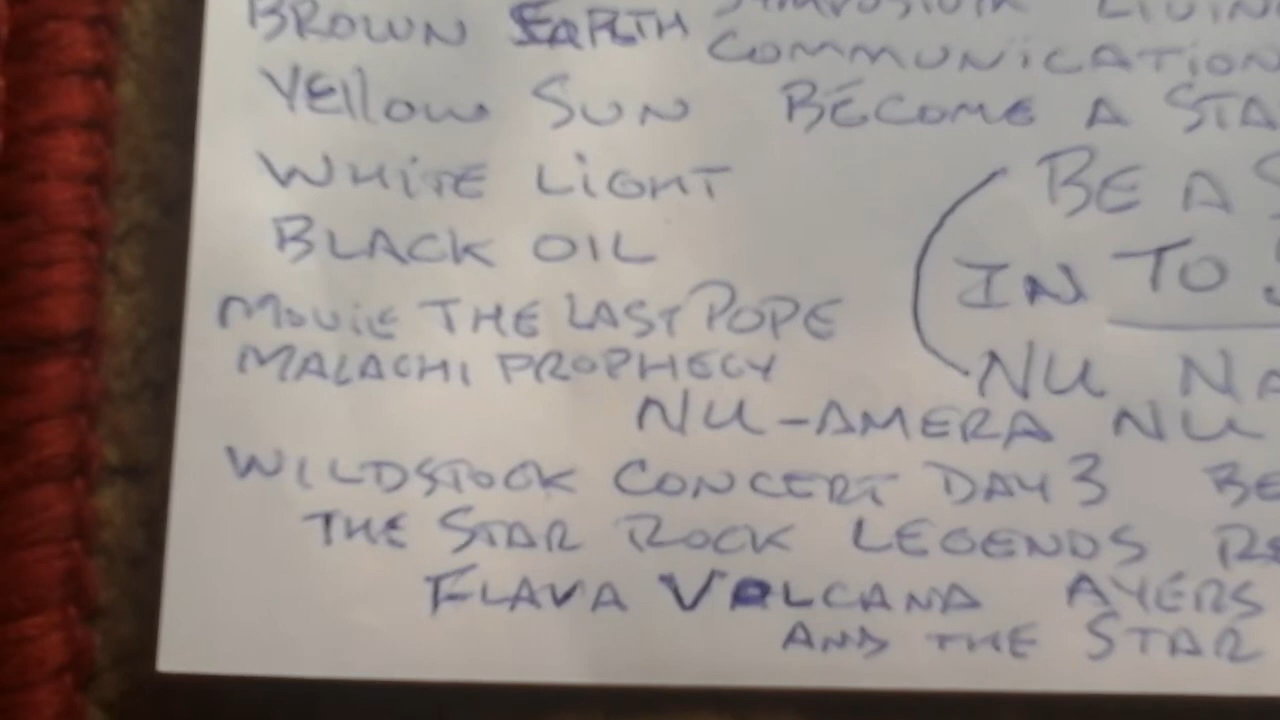 BROWN EARTH SYMPOSIUM
COMMUNICATION
Yellow SUN BECOME A
WHITE LIGHT BE A
BLACK OIL
IN TO
MOVIE THE LAST POPE
MALACHI PROPHECY NU
NU-AMERA NU
WILDSTOCK CONCERT DAY 3
THE STAR ROCK LEGENDS
FLAVA VOLCANA AYERS
AND THE STAR